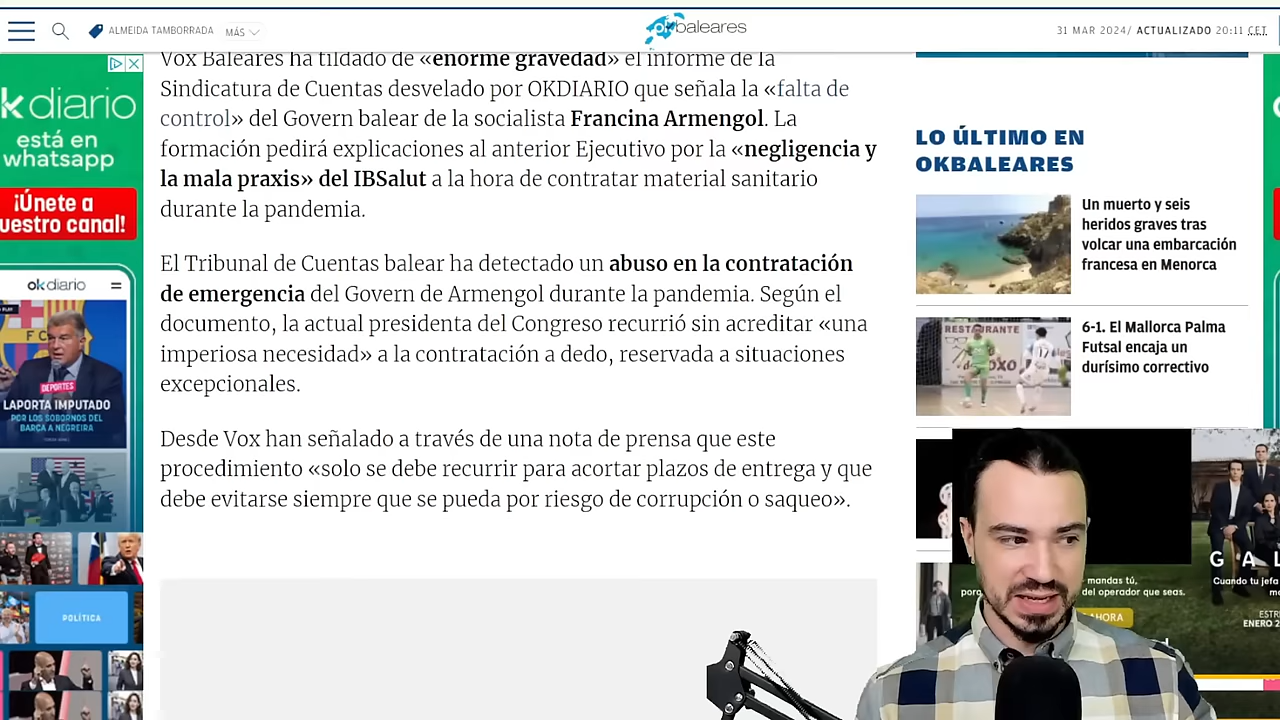 ALMEIDA TAMBORRADA
MÁS
okbaleares
31 MAR 2024/ ACTUALIZADO 20:11 CET
Vox Baleares ha tildado de «enorme gravedad» el informe de la
Sindicatura de Cuentas desvelado por OKDIARIO que señala la «falta de
control» del Govern balear de la socialista Francina Armengol. La
formación pedirá explicaciones al anterior Ejecutivo por la «negligencia y
la mala praxis» del IBSalut a la hora de contratar material sanitario
durante la pandemia.
El Tribunal de Cuentas balear ha detectado un abuso en la contratación
de emergencia del Govern de Armengol durante la pandemia. Según el
documento, la actual presidenta del Congreso recurrió sin acreditar «una
imperiosa necesidad» a la contratación a dedo, reservada a situaciones
excepcionales.
Desde Vox han señalado a través de una nota de prensa que este
procedimiento «solo se debe recurrir para acortar plazos de entrega y que
debe evitarse siempre que se pueda por riesgo de corrupción o saqueo».
k diario
está en
whatsapp
¡Únete a
uestro canal!
okdiario
DEPORTES
LAPORTA IMPUTADO
POR LOS SOBORNOS DEL
BARÇA A NEGREIRA
POLÍTICA
LO ÚLTIMO EN
OKBALEARES
Un muerto y seis
heridos graves tras
volcar una embarcación
francesa en Menorca
RESTAURANTE
6-1. El Mallorca Palma
Futsal encaja un
durísimo correctivo
mandas tú,
del operador que seas.
AHORA
G A L
Cuando tu jefa
ESTR
ENERO 2